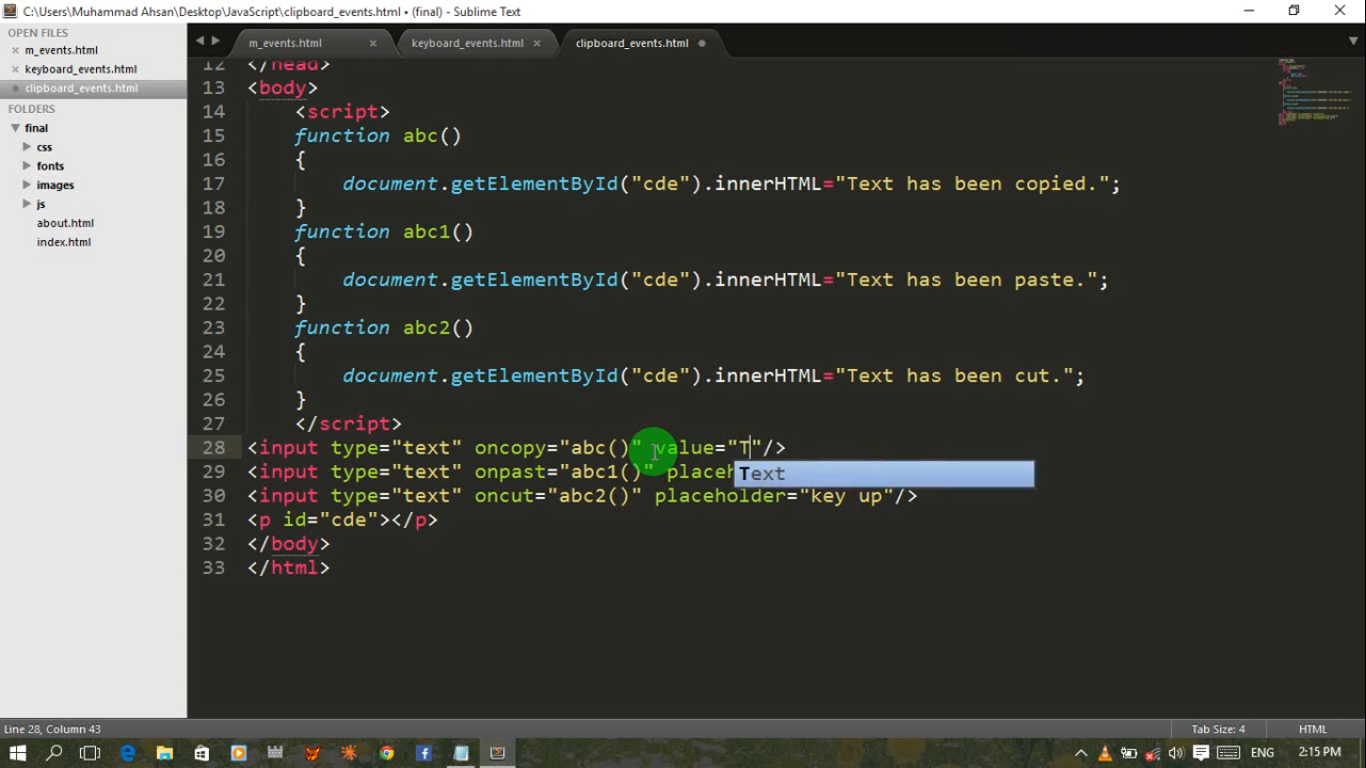 C:\Users\Muhammad Ahsan\Desktop\JavaScript\clipboard_events.html • (final) - Sublime Text
OPEN FILES
m_events.html
keyboard_events.html
clipboard_events.html
FOLDERS
final
css
fonts
images
js
about.html
index.html
m_events.html
keyboard_events.html
clipboard_events.html
12 </head>
13 <body>
14 <script>
15 function abc()
16 {
17 document.getElementById("cde").innerHTML="Text has been copied.";
18 }
19 function abc1()
20 {
21 document.getElementById("cde").innerHTML="Text has been paste.";
22 }
23 function abc2()
24 {
25 document.getElementById("cde").innerHTML="Text has been cut.";
26 }
27 </script>
28 <input type="text" oncopy="abc()" value="T"/>
29 <input type="text" onpast="abc1()" placeh
Text
30 <input type="text" oncut="abc2()" placeholder="key up"/>
31 <p id="cde"></p>
32 </body>
33 </html>
Line 28, Column 43
Tab Size: 4
HTML
ENG
2:15 PM